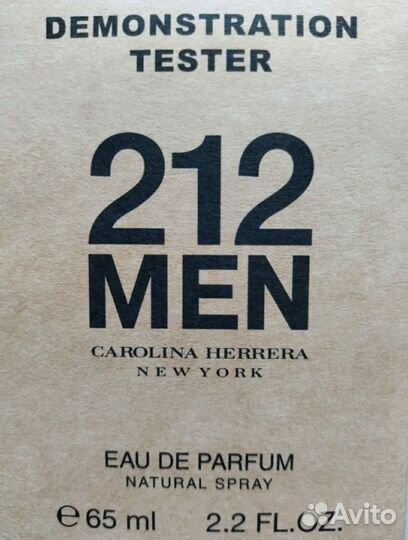 DEMONSTRATION
TESTER
212
MEN
CAROLINA HERRERA
NEW YORK
EAU DE PARFUM
NATURAL SPRAY
℮ 65 ml 2.2 FL.OZ.
Avito